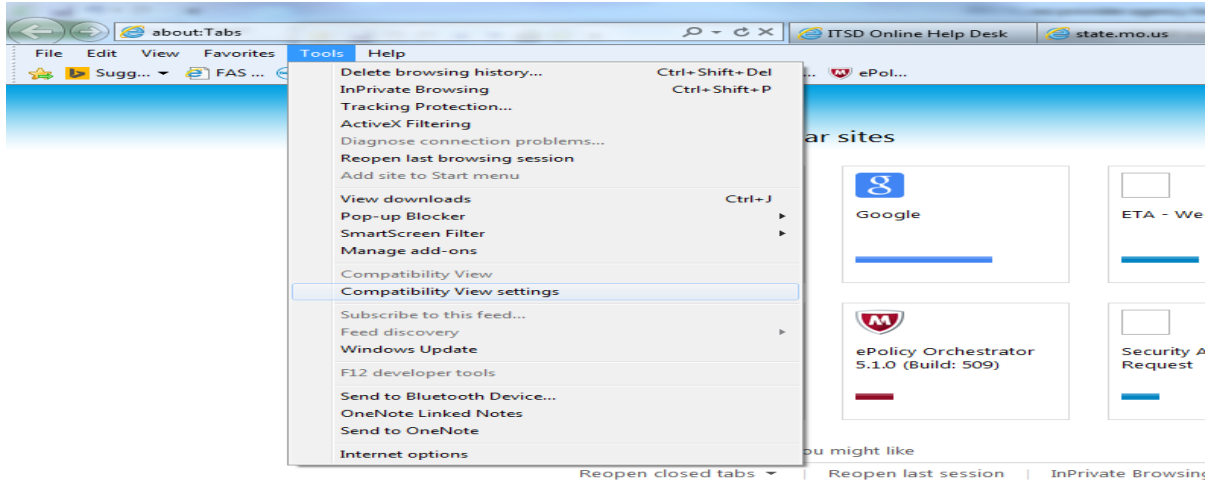 about:Tabs
ITSD Online Help Desk
state.mo.us
File Edit View Favorites Tools Help
Sugg... FAS ... ... ePol...
Delete browsing history... Ctrl+Shift+Del
InPrivate Browsing Ctrl+Shift+P
Tracking Protection...
ActiveX Filtering
Diagnose connection problems...
Reopen last browsing session
Add site to Start menu
View downloads Ctrl+J
Pop-up Blocker
SmartScreen Filter
Manage add-ons
Compatibility View
Compatibility View settings
Subscribe to this feed...
Feed discovery
Windows Update
F12 developer tools
Send to Bluetooth Device...
OneNote Linked Notes
Send to OneNote
Internet options
ar sites
Google
ETA - We
ePolicy Orchestrator
5.1.0 (Build: 509)
Security A
Request
ou might like
Reopen closed tabs
Reopen last session
InPrivate Browsing